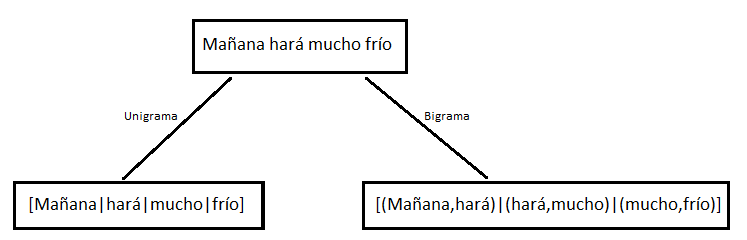 Mañana hará mucho frío
Unigrama
Bigrama
[Mañana|hará|mucho|frío]
[(Mañana,hará)|(hará,mucho)|(mucho,frío)]